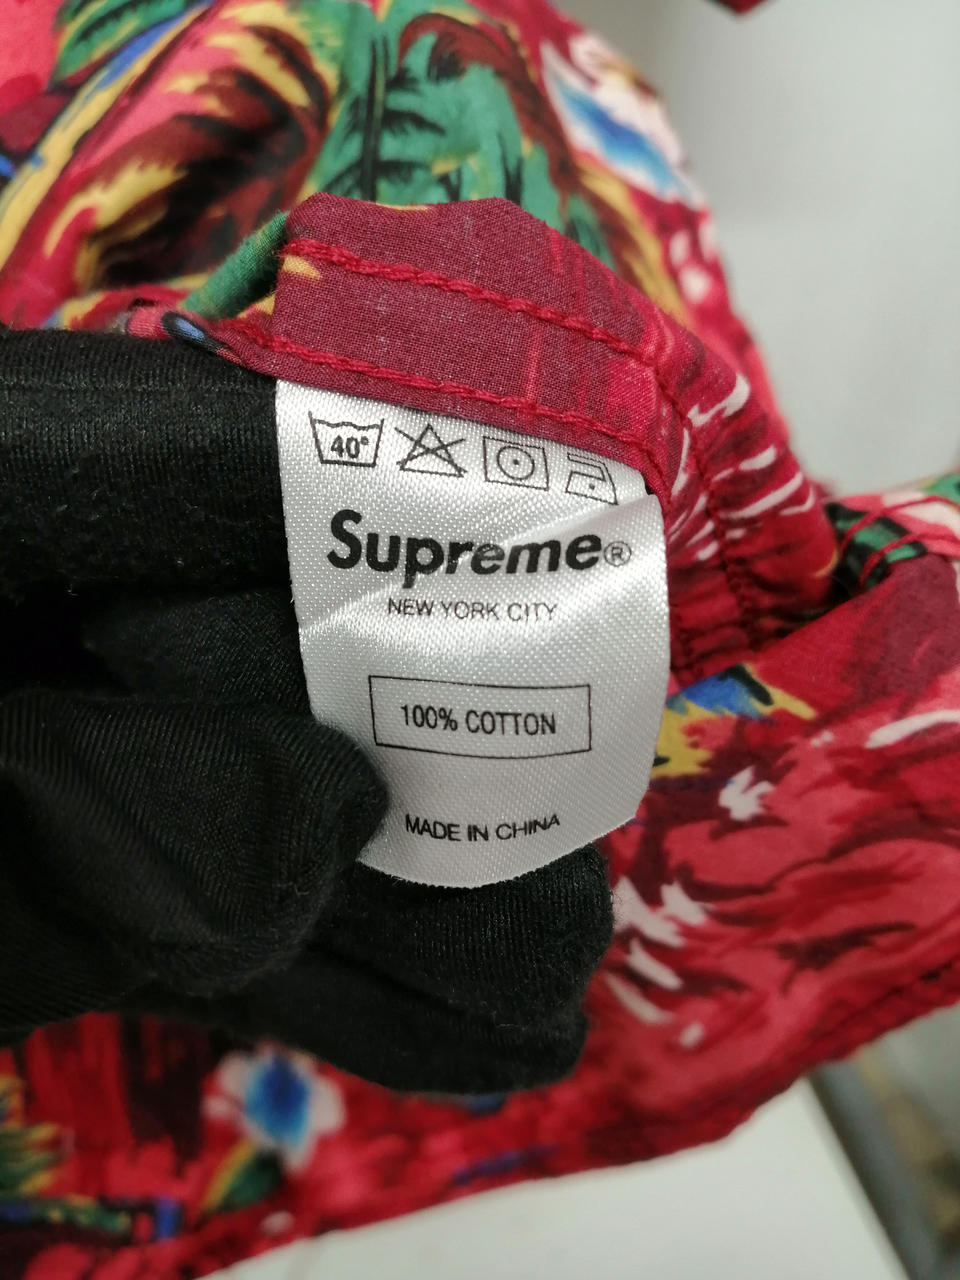 40°
Supreme®
NEW YORK CITY
100% COTTON
MADE IN CHINA